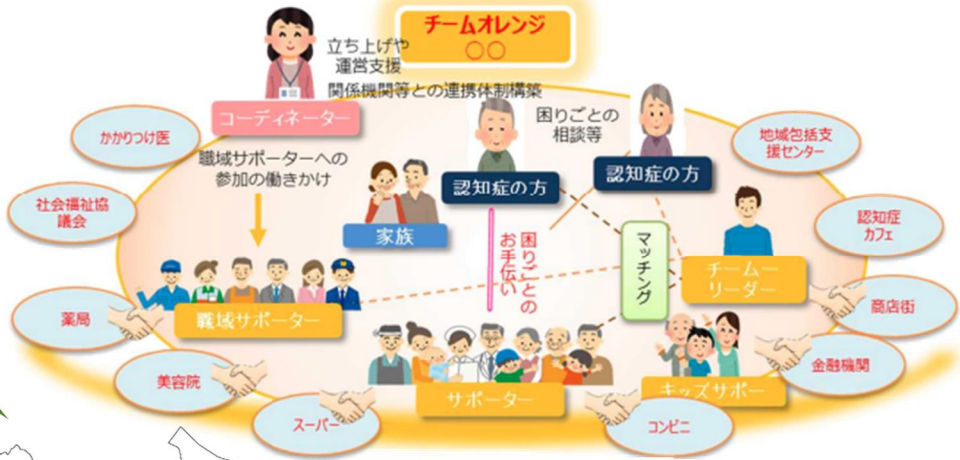 チームオレンジ
○○
立ち上げや
運営支援
関係機関等との連携体制構築
コーディネーター
困りごとの
相談等
かかりつけ医
地域包括支
援センター
職域サポーターへの
参加の働きかけ
認知症の方
認知症の方
社会福祉協
議会
家族
困りごとの
お手伝い
マッチング
認知症
カフェ
チームー
リーダー
薬局
職域サポーター
商店街
美容院
金融機関
サポーター
キッズサポー
スーパー
コンビニ